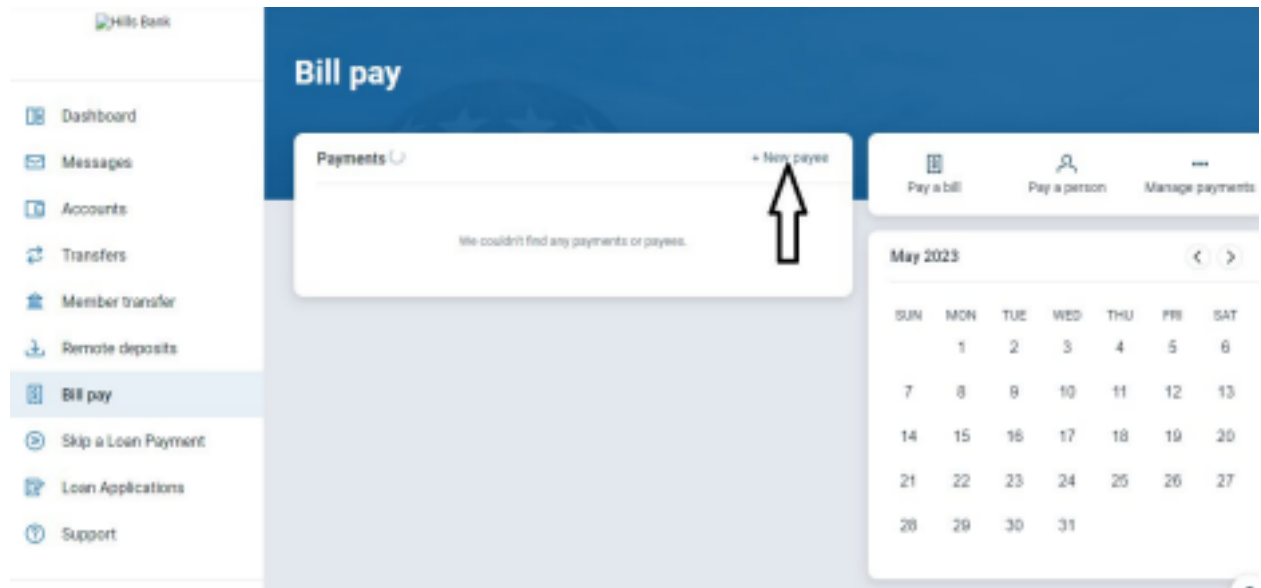 Hills Bank
Dashboard
Messages
Accounts
Transfers
Member transfer
Remote deposits
Bill pay
Skip a Loan Payment
Loan Applications
Support
Bill pay
Payments
+ New payee
We couldn't find any payments or payees.
Pay a bill
Pay a person
Manage payments
May 2023
SUN MON TUE WED THU FRI SAT
1 2 3 4 5 6
7 8 9 10 11 12 13
14 15 16 17 18 19 20
21 22 23 24 25 26 27
28 29 30 31